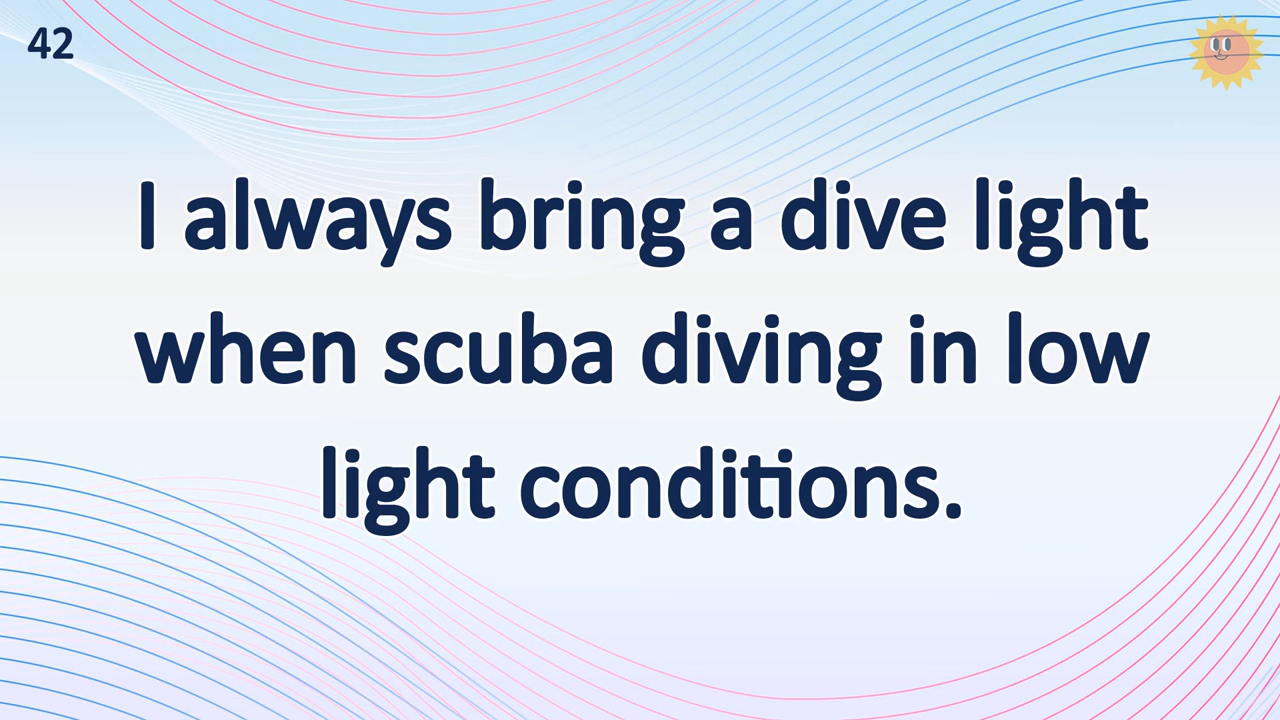 42
I always bring a dive light
when scuba diving in low
light conditions.